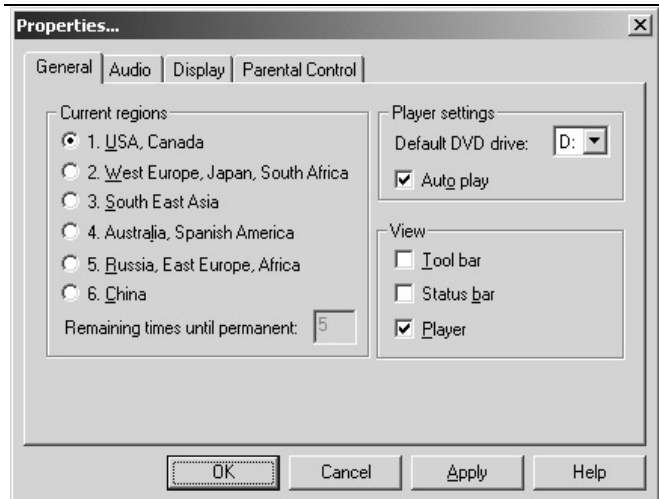 Properties...
General Audio Display Parental Control
Current regions
1. USA, Canada
2. West Europe, Japan, South Africa
3. South East Asia
4. Australia, Spanish America
5. Russia, East Europe, Africa
6. China
Remaining times until permanent: 5
Player settings
Default DVD drive: D:
Auto play
View
Tool bar
Status bar
Player
OK Cancel Apply Help